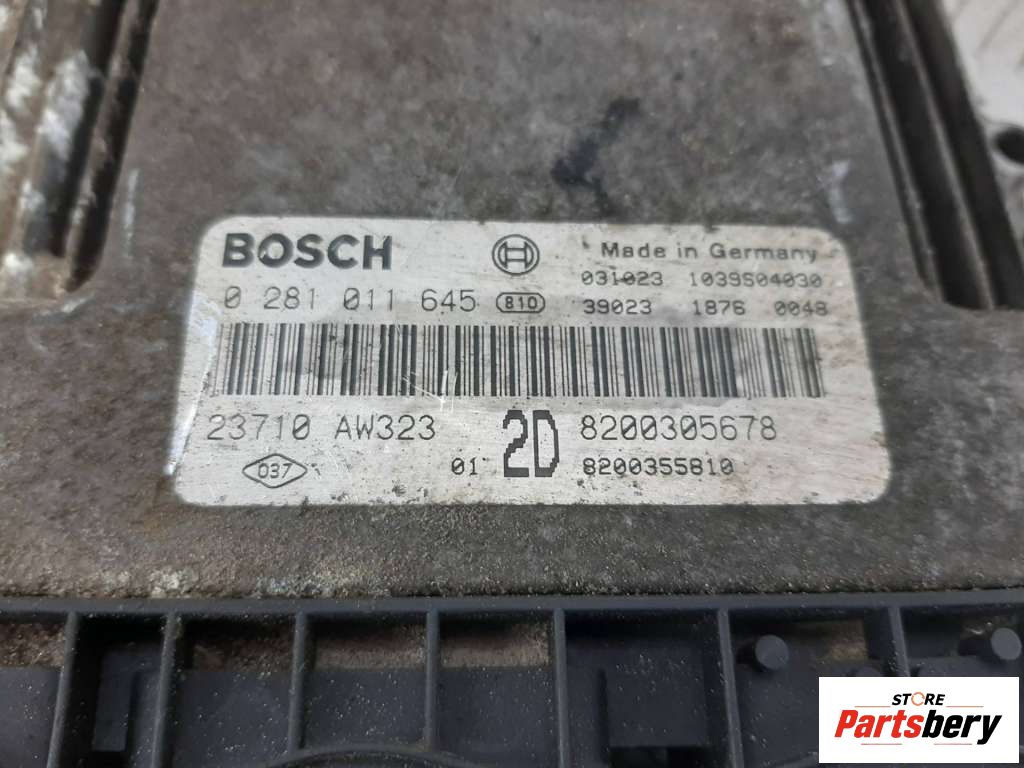 BOSCH Made in Germany
031023 1039S04030
0 281 011 645 810 39023 1876 0048
23710 AW323 2D 8200305678
037 01 8200355810
STORE
Partsbery